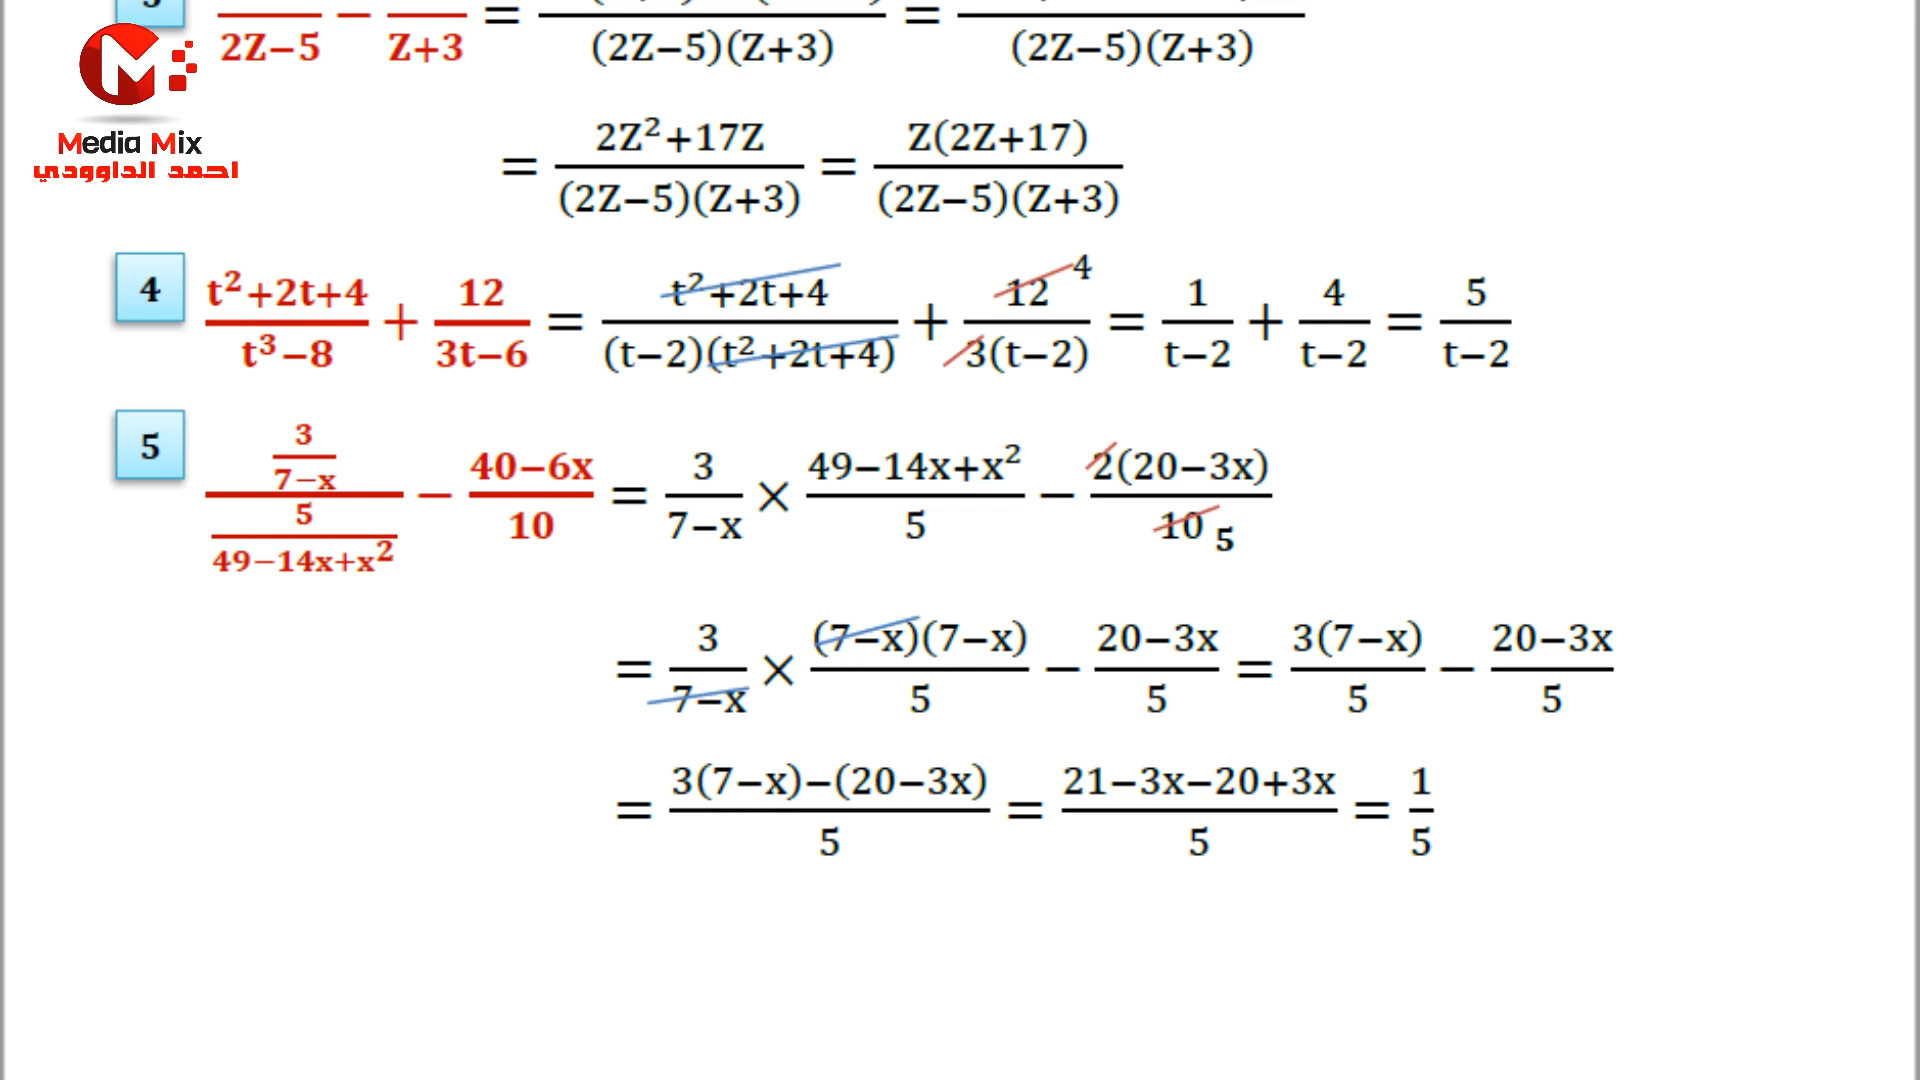 2Z−5 − Z+3 = (2Z−5)(Z+3) = (2Z−5)(Z+3)
Media Mix
احمد الداوودي
= (2Z²+17Z)/((2Z−5)(Z+3)) = Z(2Z+17)/((2Z−5)(Z+3))
4 (t²+2t+4)/(t³−8) + 12/(3t−6) = (t²+2t+4)/((t−2)(t²+2t+4)) + 12 4/(3(t−2)) = 1/(t−2) + 4/(t−2) = 5/(t−2)
5 (3/(7−x))/(5/(49−14x+x²)) − (40−6x)/10 = 3/(7−x) × (49−14x+x²)/5 − 2(20−3x)/10 5
= 3/(7−x) × (7−x)(7−x)/5 − (20−3x)/5 = 3(7−x)/5 − (20−3x)/5
= (3(7−x)−(20−3x))/5 = (21−3x−20+3x)/5 = 1/5